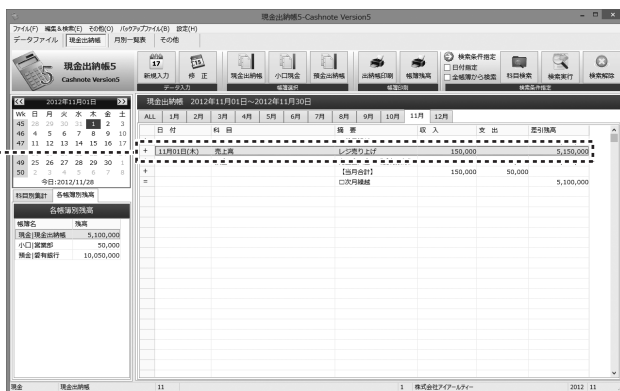 現金出納帳5-Cashnote Version5
ファイル(F) 編集&検索(E) その他(O) バックアップファイル(B) 設定(H)
データファイル 現金出納帳 月別一覧表 その他
現金出納帳5
Cashnote Version5
新規入力 修 正 現金出納帳 小口現金 預金出納帳 出納帳印刷 帳簿残高
検索条件指定
日付指定
全帳簿から検索
科目検索 検索実行 検索解除
データ入力 帳簿選択 帳簿印刷 検索条件指定
2012年11月01日
現金出納帳 2012年11月01日～2012年11月30日
ALL 1月 2月 3月 4月 5月 6月 7月 8月 9月 10月 11月 12月
Wk 日 月 火 水 木 金 土
45 28 29 30 31 1 2 3
46 4 5 6 7 8 9 10
47 11 12 13 14 15 16 17
49 25 26 27 28 29 30 1
50 2 3 4 5 6 7 8
今日:2012/11/28
科目別集計 各帳簿別残高
各帳簿別残高
帳簿名 残高
現金|現金出納帳 5,100,000
小口|営業部 50,000
預金|愛有銀行 10,050,000
日 付 科 目 摘 要 収 入 支 出 差引残高
+ 11月01日(木) 売上高 レジ売り上げ 150,000 5,150,000
+ 【当月合計】 150,000 50,000
= □次月繰越 5,100,000
現金 現金出納帳 11 1 株式会社アイアールティー 2012 11